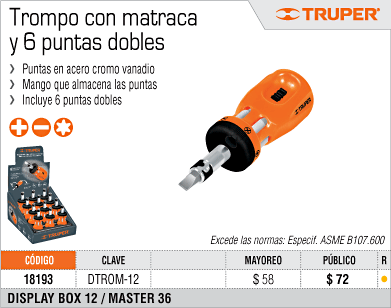 Trompo con matraca
y 6 puntas dobles
TRUPER®
Puntas en acero cromo vanadio
Mango que almacena las puntas
Incluye 6 puntas dobles
TRUPER
Excede las normas: Especif. ASME B107.600
CÓDIGO CLAVE MAYOREO PÚBLICO R
18193 DTROM-12 $ 58 $ 72
DISPLAY BOX 12 / MASTER 36